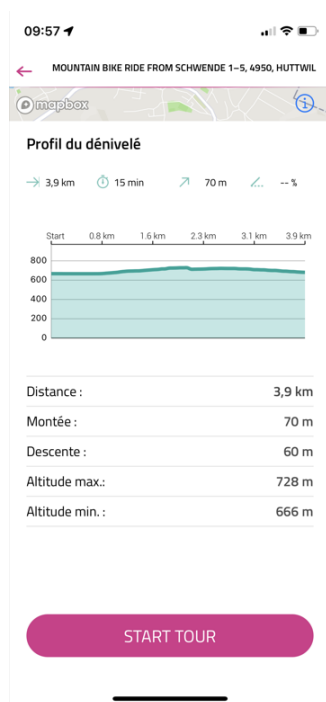 09:57
MOUNTAIN BIKE RIDE FROM SCHWENDE 1–5, 4950, HUTTWIL
mapbox
Profil du dénivelé
3,9 km 15 min 70 m -- %
Start 0.8 km 1.6 km 2.3 km 3.1 km 3.9 km
800
600
400
200
0
Distance : 3,9 km
Montée : 70 m
Descente : 60 m
Altitude max.: 728 m
Altitude min. : 666 m
START TOUR